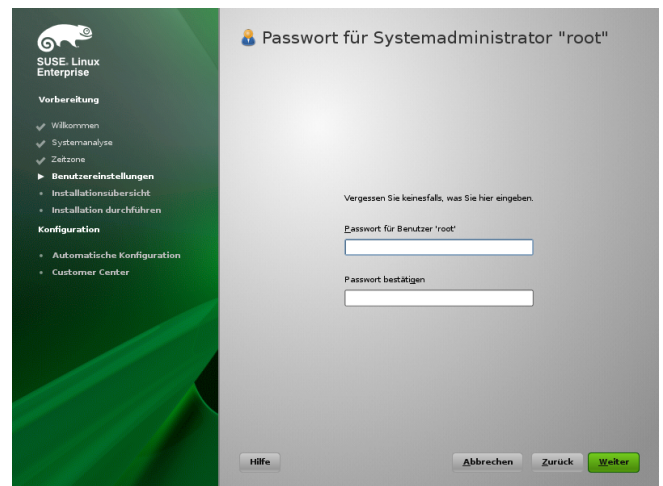 SUSE. Linux
Enterprise
Vorbereitung
Willkommen
Systemanalyse
Zeitzone
Benutzereinstellungen
Installationsübersicht
Installation durchführen
Konfiguration
Automatische Konfiguration
Customer Center
Passwort für Systemadministrator "root"
Vergessen Sie keinesfalls, was Sie hier eingeben.
Passwort für Benutzer 'root'
Passwort bestätigen
Hilfe
Abbrechen
Zurück
Weiter